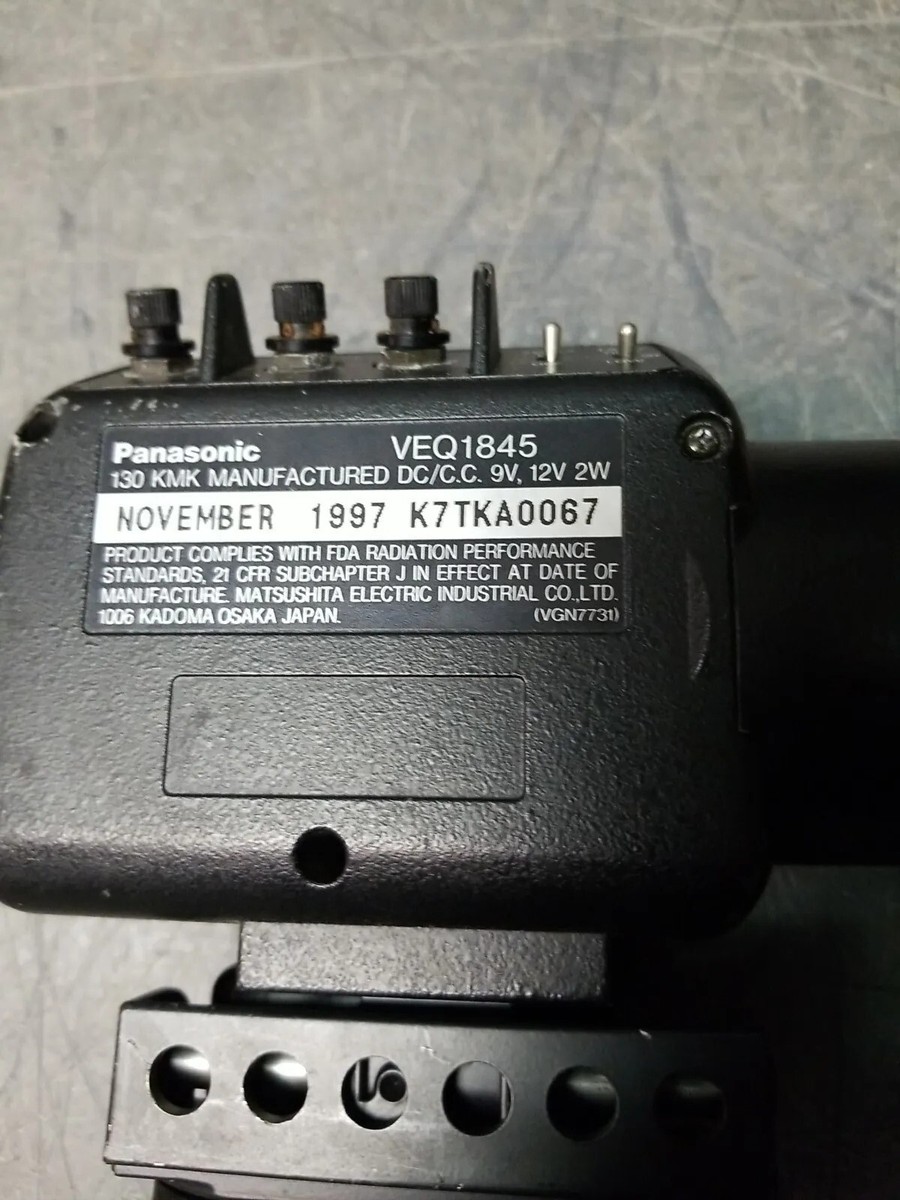 Panasonic VEQ1845
130 KMK MANUFACTURED DC/C.C. 9V, 12V 2W
NOVEMBER 1997 K7TKA0067
PRODUCT COMPLIES WITH FDA RADIATION PERFORMANCE
STANDARDS, 21 CFR SUBCHAPTER J IN EFFECT AT DATE OF
MANUFACTURE. MATSUSHITA ELECTRIC INDUSTRIAL CO.,LTD.
1006 KADOMA OSAKA JAPAN. (VGN7731)